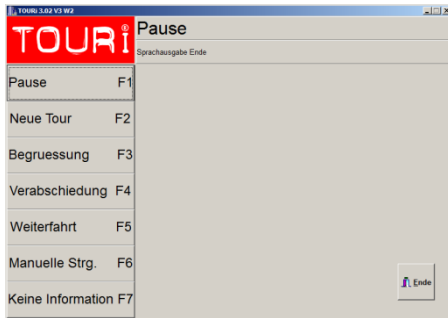 TOURi 3.02 V3 W2
TOURi®
Pause
Sprachausgabe Ende
Pause F1
Neue Tour F2
Begruessung F3
Verabschiedung F4
Weiterfahrt F5
Manuelle Strg. F6
Keine Information F7
Ende